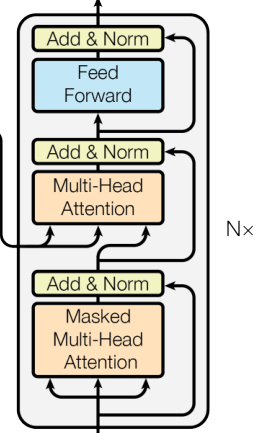 Add & Norm
Feed
Forward
Add & Norm
Multi-Head
Attention
N×
Add & Norm
Masked
Multi-Head
Attention